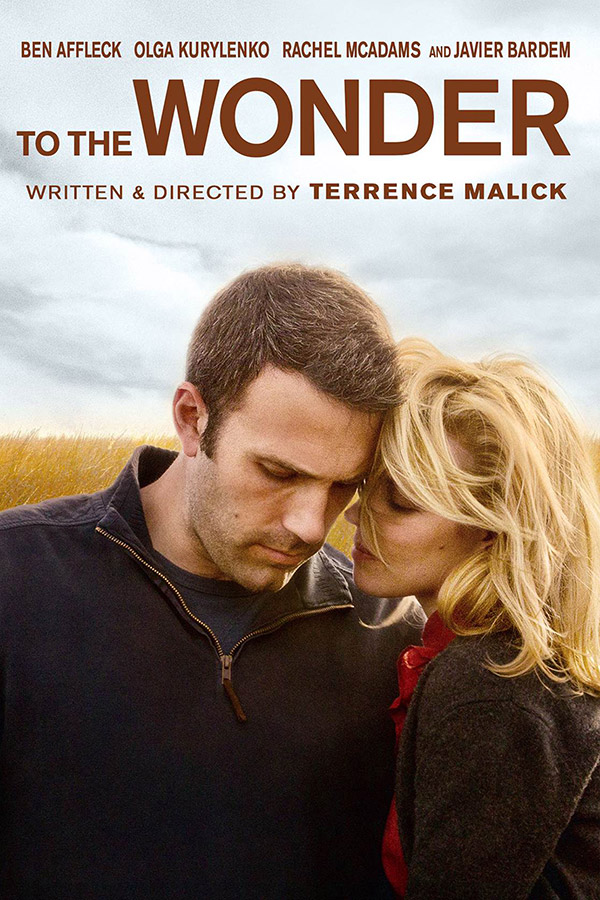 BEN AFFLECK OLGA KURYLENKO RACHEL MCADAMS AND JAVIER BARDEM
TO THE WONDER
WRITTEN & DIRECTED BY TERRENCE MALICK